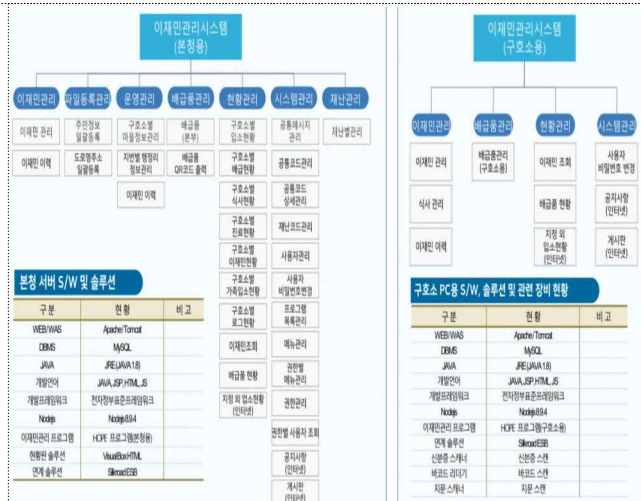 이재민관리시스템
(본청용)
이재민관리
파일등록관리
운영관리
배급품관리
현황관리
시스템관리
재난관리
이재민 관리
이재민 이력
주민정보
일괄등록
도로명주소
일괄등록
구호소별
마을정보관리
지번별 행정리
정보관리
이재민 이력
배급품
(본부)
배급품
QR코드 출력
구호소별
입소현황
구호소별
배급현황
구호소별
식사현황
구호소별
진료현황
구호소별
이재민현황
구호소별
가족입소현황
구호소별
로그현황
이재민조회
배급품 현황
지정 외 입소현황
(인터넷)
공통메시지
관리
공통코드관리
공통코드
상세관리
재난코드관리
사용자관리
사용자
비밀번호변경
프로그램
목록관리
메뉴관리
권한별
메뉴관리
권한관리
권한별 사용자 조회
공지사항
(인터넷)
게시판
(인터넷)
재난별관리
본청 서버 S/W 및 솔루션
구 분 현 황 비 고
WEB/WAS Apache/Tomcat
DBMS MySQL
JAVA JRE(JAVA 1.8)
개발언어 JAVA, JSP, HTML, JS
개발프레임워크 전자정부표준프레임워크
Nodejs Nodejs 8.9.4
이재민관리 프로그램 HOPE 프로그램(본청용)
현황판 솔루션 VisualBox HTML
연계 솔루션 Silkroad ESB
이재민관리시스템
(구호소용)
이재민관리
배급품관리
현황관리
시스템관리
이재민 관리
식사 관리
이재민 이력
배급품관리
(구호소용)
이재민 조회
배급품 현황
지정 외
입소현황
(인터넷)
사용자
비밀번호 변경
공지사항
(인터넷)
게시판
(인터넷)
구호소 PC용 S/W, 솔루션 및 관련 장비 현황
구 분 현 황 비 고
WEB/WAS Apache/Tomcat
DBMS MySQL
JAVA JRE(JAVA 1.8)
개발언어 JAVA, JSP, HTML, JS
개발프레임워크 전자정부표준프레임워크
Nodejs Nodejs 8.9.4
이재민관리 프로그램 HOPE 프로그램(구호소용)
연계 솔루션 Silkroad ESB
신분증 스캐너 신분증 스캔
바코드 리더기 바코드 스캔
지문 스캐너 지문 스캔